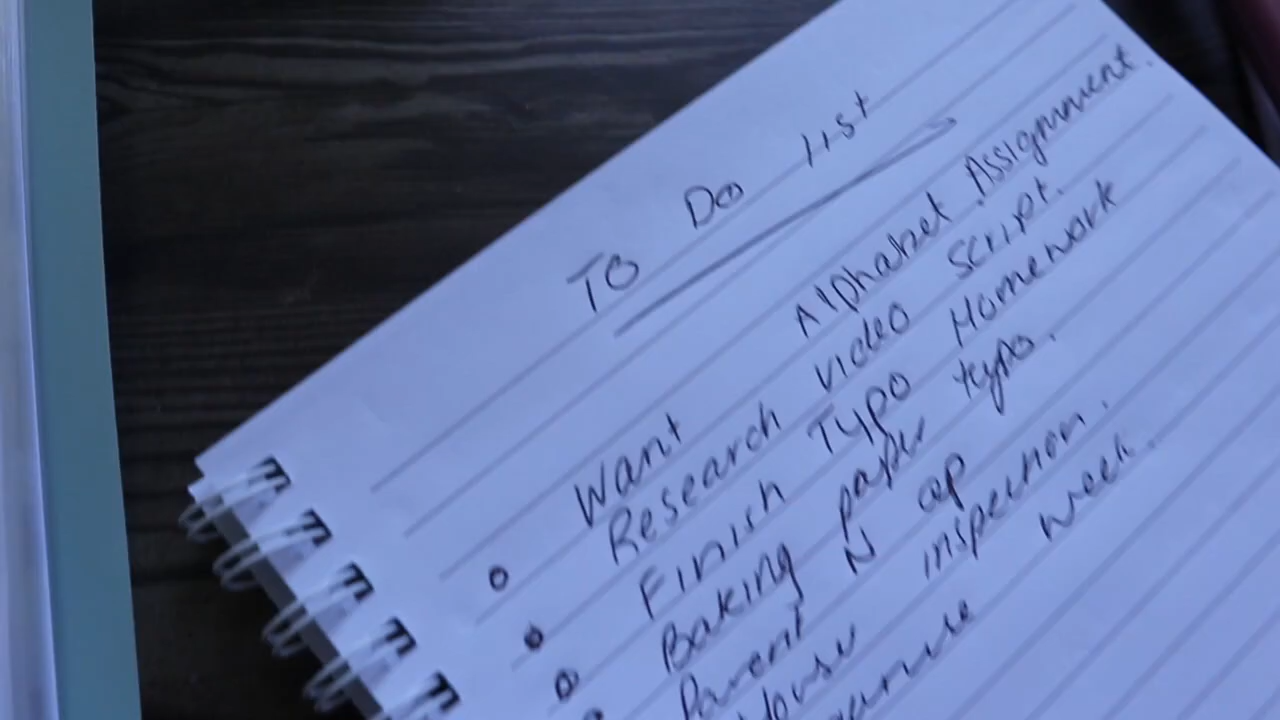 TO Do list
Want Alphabet Assignment.
Research video Script.
Finish Typo Homework
Baking paper typo.
Parent N
House inspection.
week.